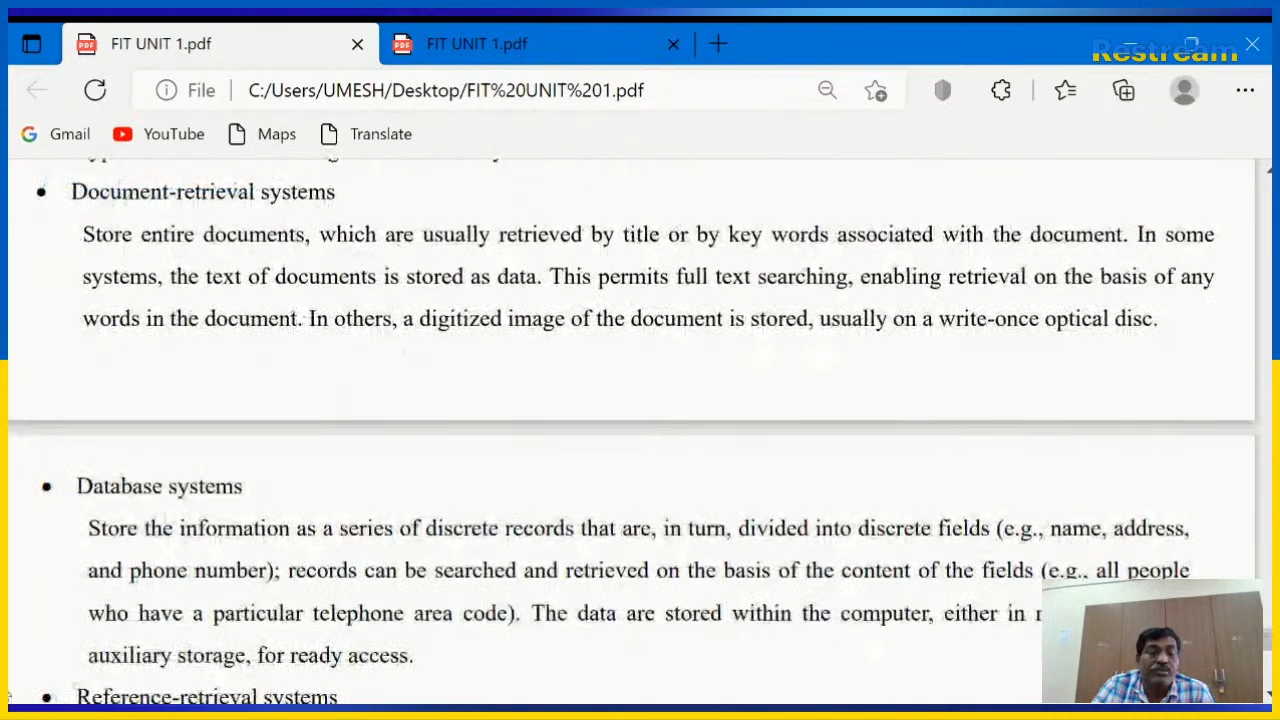 FIT UNIT 1.pdf
FIT UNIT 1.pdf
Restream
File
C:/Users/UMESH/Desktop/FIT%20UNIT%201.pdf
Gmail
YouTube
Maps
Translate
Document-retrieval systems
Store entire documents, which are usually retrieved by title or by key words associated with the document. In some
systems, the text of documents is stored as data. This permits full text searching, enabling retrieval on the basis of any
words in the document. In others, a digitized image of the document is stored, usually on a write-once optical disc.
Database systems
Store the information as a series of discrete records that are, in turn, divided into discrete fields (e.g., name, address,
and phone number); records can be searched and retrieved on the basis of the content of the fields (e.g., all people
who have a particular telephone area code). The data are stored within the computer, either in
auxiliary storage, for ready access.
Reference-retrieval systems